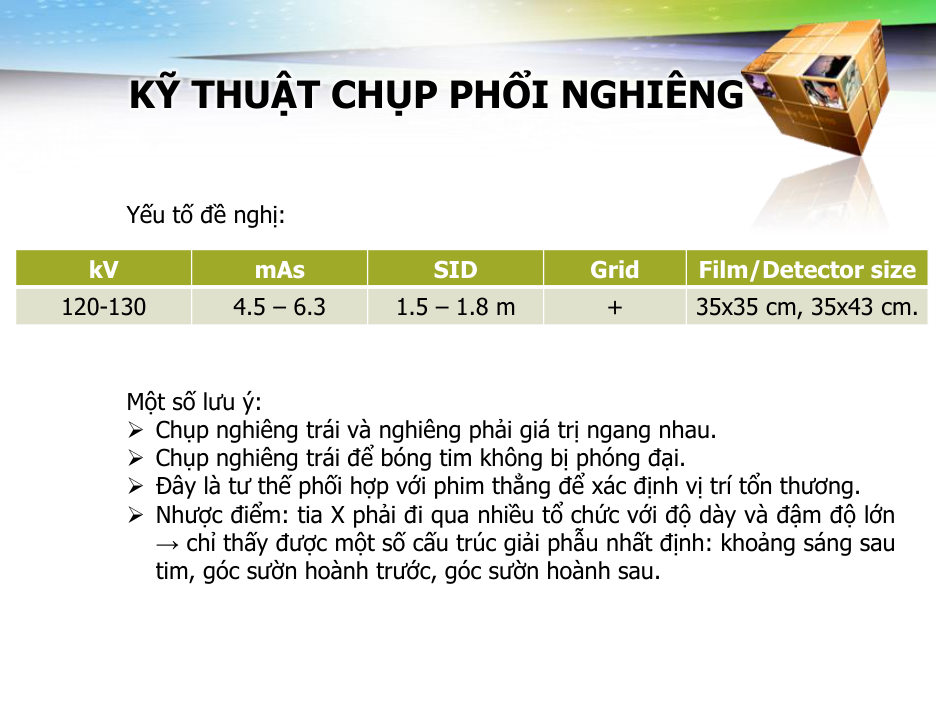 KỸ THUẬT CHỤP PHỔI NGHIÊNG
Yếu tố đề nghị:
kV mAs SID Grid Film/Detector size
120-130 4.5 – 6.3 1.5 – 1.8 m + 35x35 cm, 35x43 cm.
Một số lưu ý:
➢ Chụp nghiêng trái và nghiêng phải giá trị ngang nhau.
➢ Chụp nghiêng trái để bóng tim không bị phóng đại.
➢ Đây là tư thế phối hợp với phim thẳng để xác định vị trí tổn thương.
➢ Nhược điểm: tia X phải đi qua nhiều tổ chức với độ dày và đậm độ lớn
→ chỉ thấy được một số cấu trúc giải phẫu nhất định: khoảng sáng sau
tim, góc sườn hoành trước, góc sườn hoành sau.